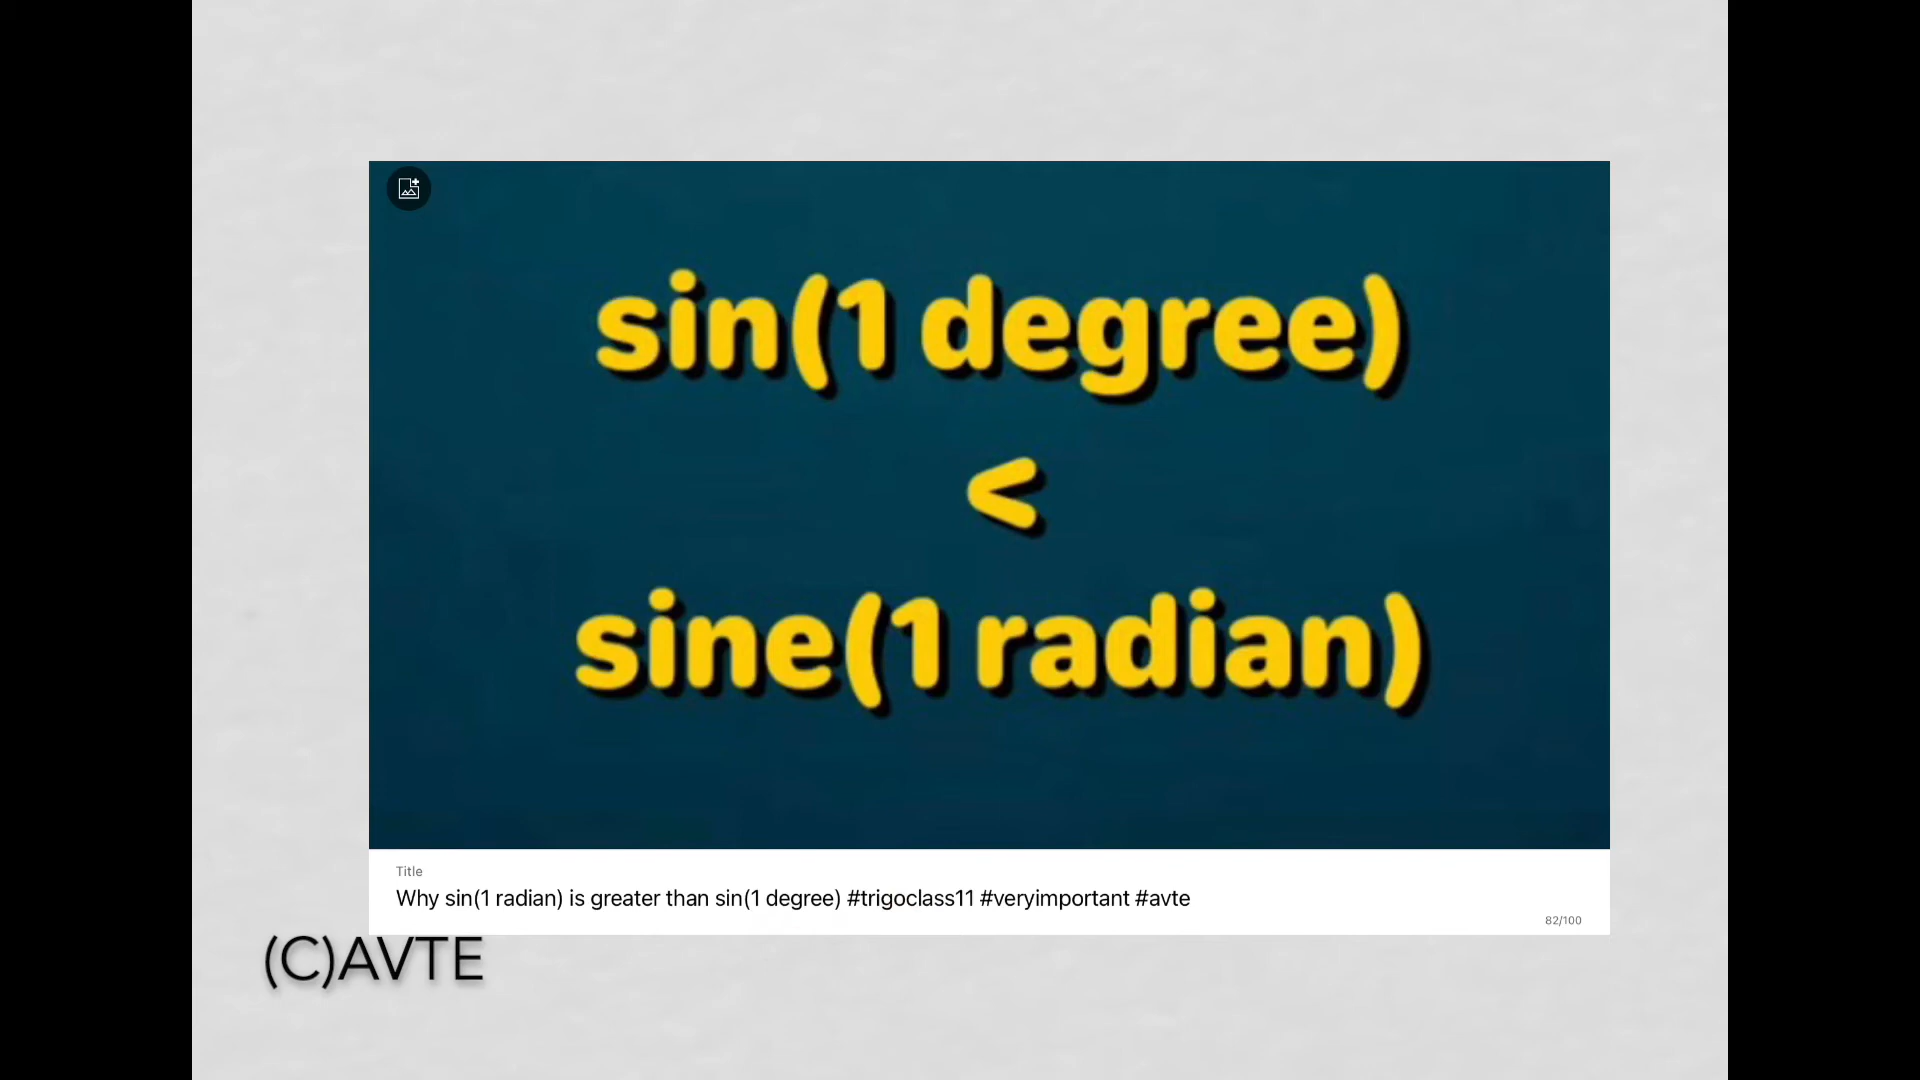 sin(1 degree)
<
sine(1 radian)
Title
Why sin(1 radian) is greater than sin(1 degree) #trigoclass11 #veryimportant #avte
82/100
(C)AVTE